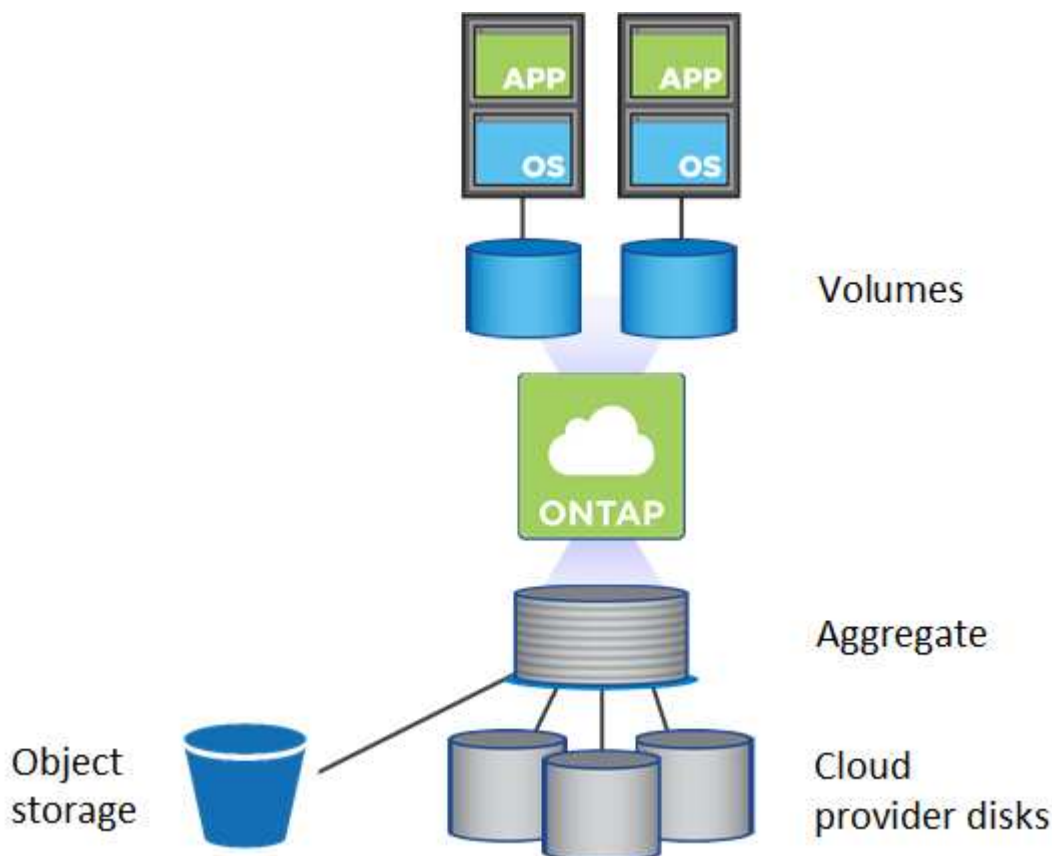 APP
APP
OS
OS
Volumes
ONTAP
Aggregate
Object
storage
Cloud
provider disks